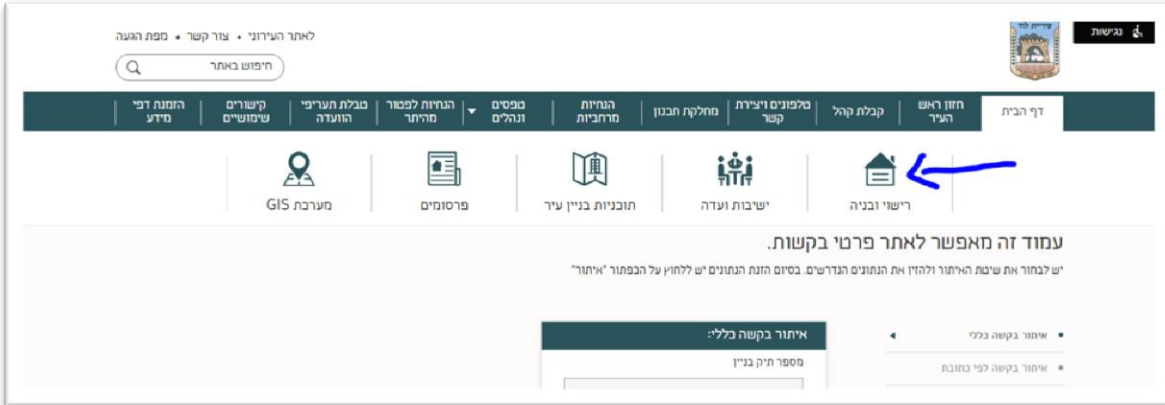 נגישות
עיריית לוד
לאתר העירוני • צור קשר • מפת הגעה
חיפוש באתר
דף הבית
חזון ראש
העיר
קבלת קהל
טלפונים ויצירת
קשר
מחלקת תכנון
הנחיות
מרחביות
טפסים
ונהלים
הנחיות לפטור
מהיתר
טבלת תעריפי
הוועדה
קישורים
שימושיים
הזמנת דפי
מידע
רישוי ובניה
ישיבות ועדה
תוכניות בניין עיר
פרסומים
מערכת GIS
עמוד זה מאפשר לאתר פרטי בקשות.
יש לבחור את שיטת האיתור ולהזין את הנתונים הנדרשים. בסיום הזנת הנתונים יש ללחוץ על הכפתור "איתור"
איתור בקשה כללי
איתור בקשה לפי כתובת
איתור בקשה כללי:
מספר תיק בניין